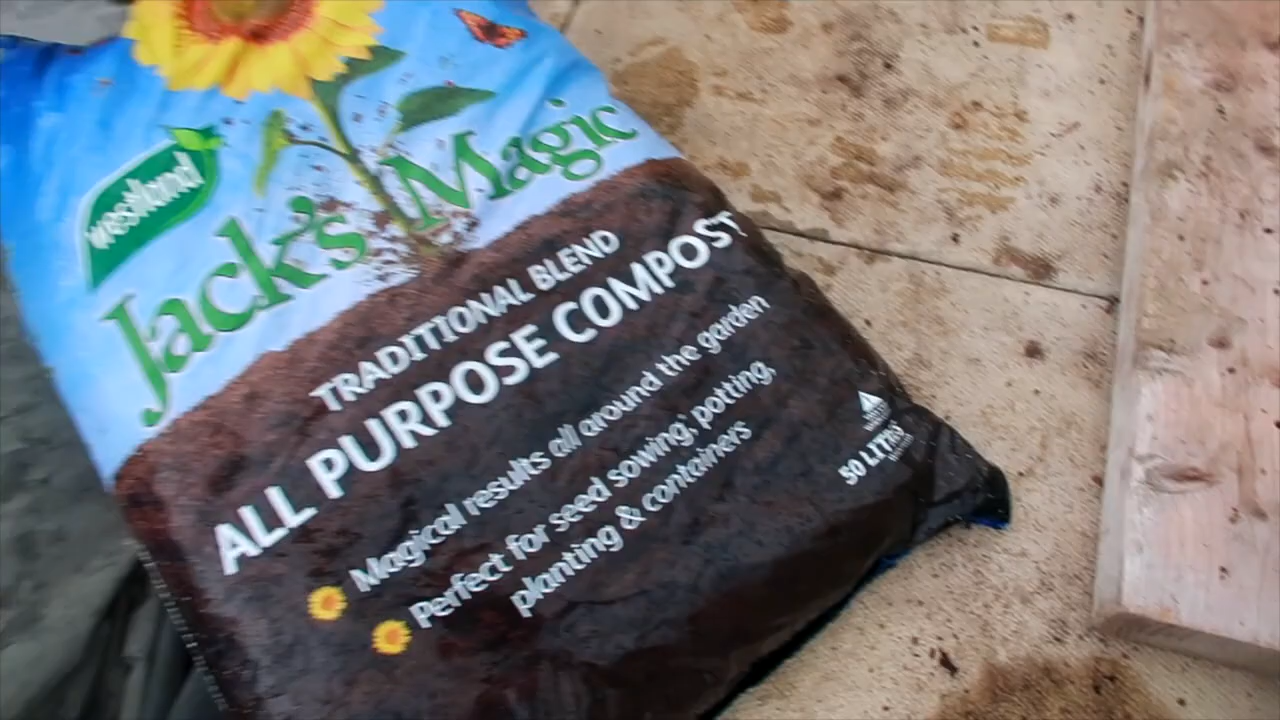 westland
Jack's Magic
TRADITIONAL BLEND
ALL PURPOSE COMPOST
Magical results all around the garden
Perfect for seed sowing, potting,
planting & containers
50 LITRES